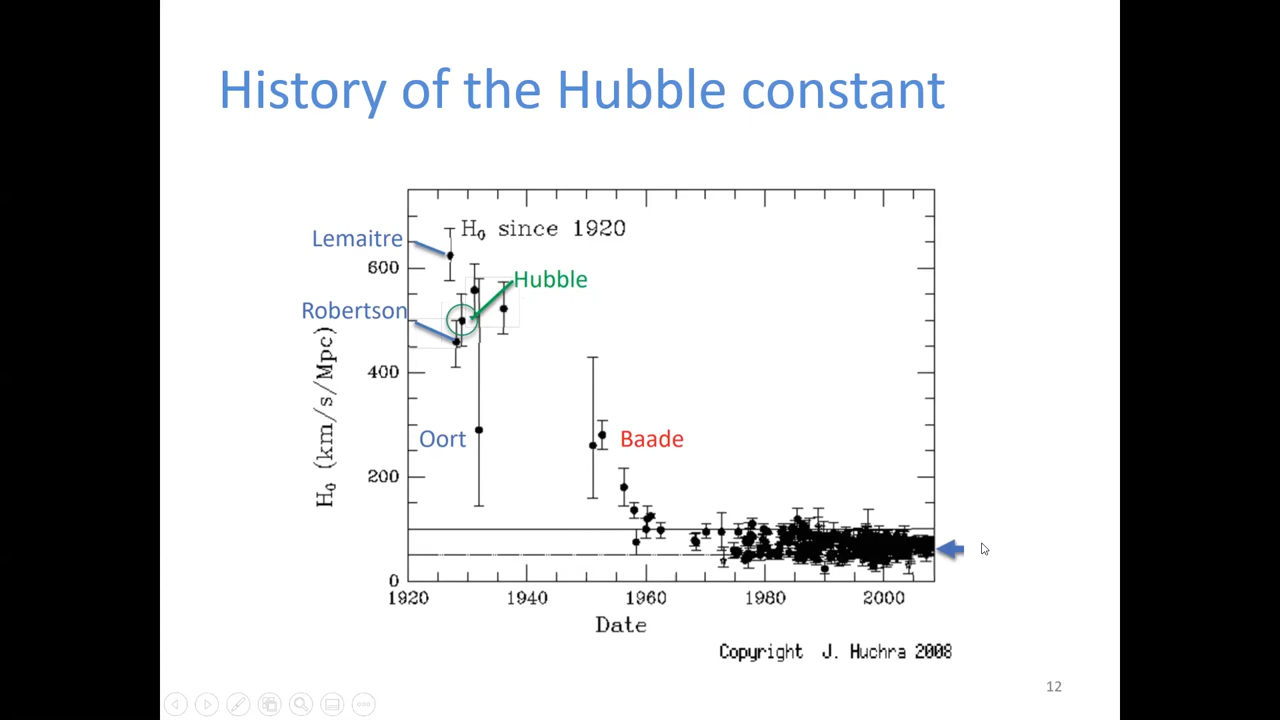 History of the Hubble constant
H₀ since 1920
Lemaitre
600
Hubble
Robertson
400
H₀ (km/s/Mpc)
Oort
Baade
200
0
1920 1940 1960 1980 2000
Date
Copyright J. Huchra 2008
12